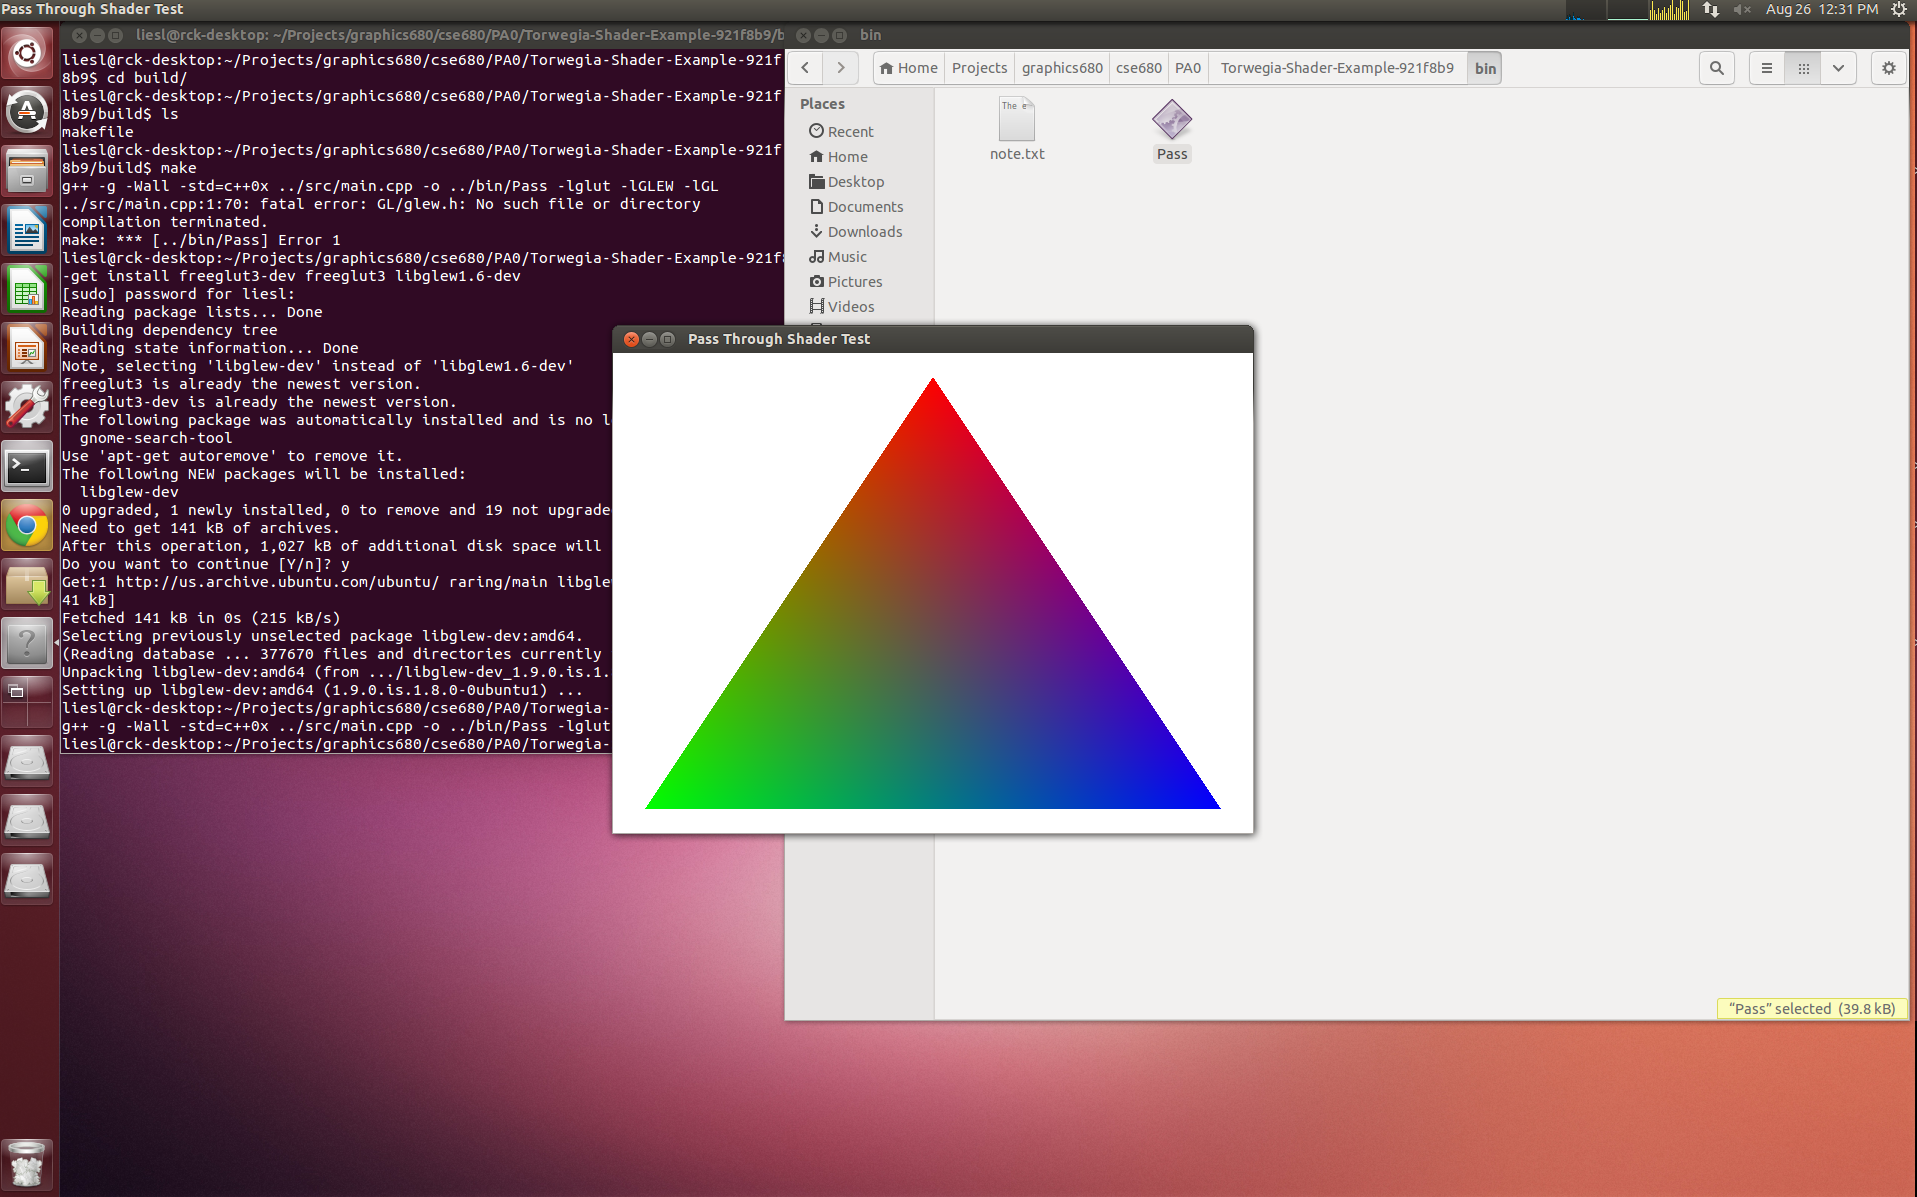 Pass Through Shader Test
Aug 26 12:31 PM
liesl@rck-desktop: ~/Projects/graphics680/cse680/PA0/Torwegia-Shader-Example-921f8b9/b
liesl@rck-desktop:~/Projects/graphics680/cse680/PA0/Torwegia-Shader-Example-921f
8b9$ cd build/
liesl@rck-desktop:~/Projects/graphics680/cse680/PA0/Torwegia-Shader-Example-921f
8b9/build$ ls
makefile
liesl@rck-desktop:~/Projects/graphics680/cse680/PA0/Torwegia-Shader-Example-921f
8b9/build$ make
g++ -g -Wall -std=c++0x ../src/main.cpp -o ../bin/Pass -lglut -lGLEW -lGL
../src/main.cpp:1:70: fatal error: GL/glew.h: No such file or directory
compilation terminated.
make: *** [../bin/Pass] Error 1
liesl@rck-desktop:~/Projects/graphics680/cse680/PA0/Torwegia-Shader-Example-921f
-get install freeglut3-dev freeglut3 libglew1.6-dev
[sudo] password for liesl:
Reading package lists... Done
Building dependency tree
Reading state information... Done
Note, selecting 'libglew-dev' instead of 'libglew1.6-dev'
freeglut3 is already the newest version.
freeglut3-dev is already the newest version.
The following package was automatically installed and is no l
gnome-search-tool
Use 'apt-get autoremove' to remove it.
The following NEW packages will be installed:
libglew-dev
0 upgraded, 1 newly installed, 0 to remove and 19 not upgrade
Need to get 141 kB of archives.
After this operation, 1,027 kB of additional disk space will
Do you want to continue [Y/n]? y
Get:1 http://us.archive.ubuntu.com/ubuntu/ raring/main libgle
41 kB]
Fetched 141 kB in 0s (215 kB/s)
Selecting previously unselected package libglew-dev:amd64.
(Reading database ... 377670 files and directories currently
Unpacking libglew-dev:amd64 (from .../libglew-dev_1.9.0.is.1.
Setting up libglew-dev:amd64 (1.9.0.is.1.8.0-0ubuntu1) ...
liesl@rck-desktop:~/Projects/graphics680/cse680/PA0/Torwegia-
g++ -g -Wall -std=c++0x ../src/main.cpp -o ../bin/Pass -lglut
liesl@rck-desktop:~/Projects/graphics680/cse680/PA0/Torwegia-
bin
Home Projects graphics680 cse680 PA0 Torwegia-Shader-Example-921f8b9 bin
Places
Recent
Home
Desktop
Documents
Downloads
Music
Pictures
Videos
The e
note.txt
Pass
Pass Through Shader Test
“Pass” selected (39.8 kB)